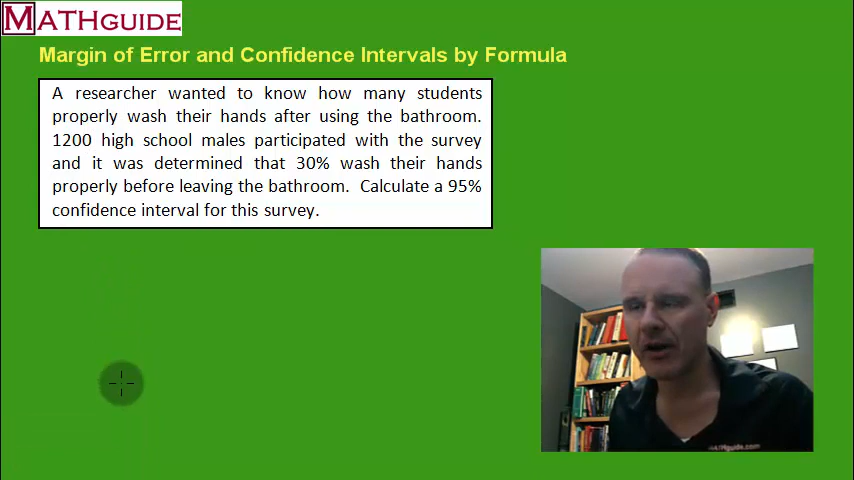 MATHGUIDE
Margin of Error and Confidence Intervals by Formula
A researcher wanted to know how many students
properly wash their hands after using the bathroom.
1200 high school males participated with the survey
and it was determined that 30% wash their hands
properly before leaving the bathroom. Calculate a 95%
confidence interval for this survey.